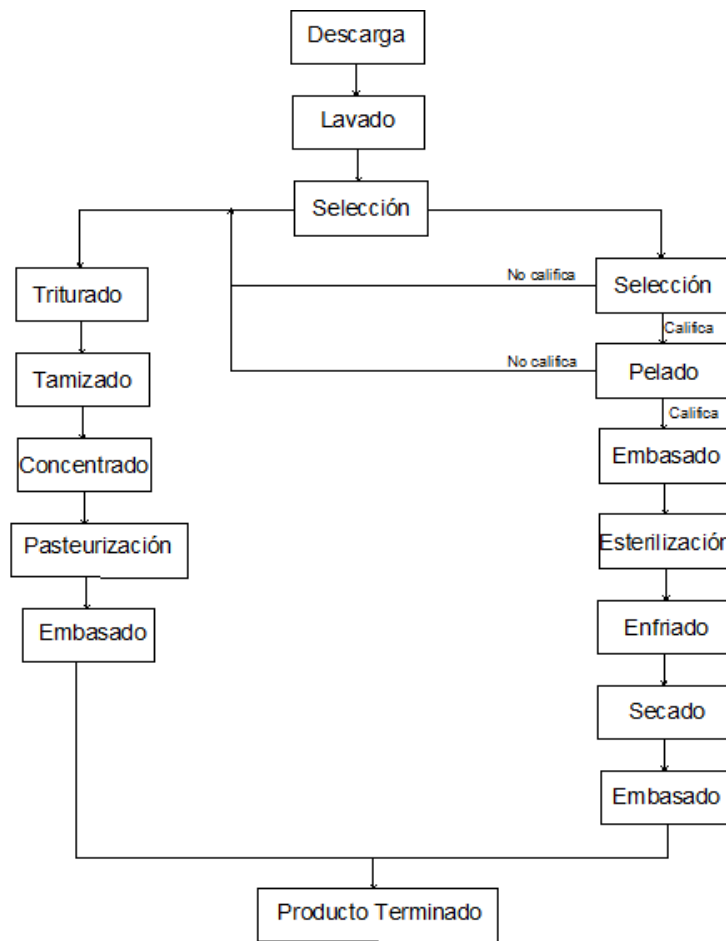 Descarga
Lavado
Selección
Triturado
No califica
Selección
Califica
Tamizado
No califica
Pelado
Califica
Concentrado
Embasado
Pasteurización
Esterilización
Embasado
Enfriado
Secado
Embasado
Producto Terminado